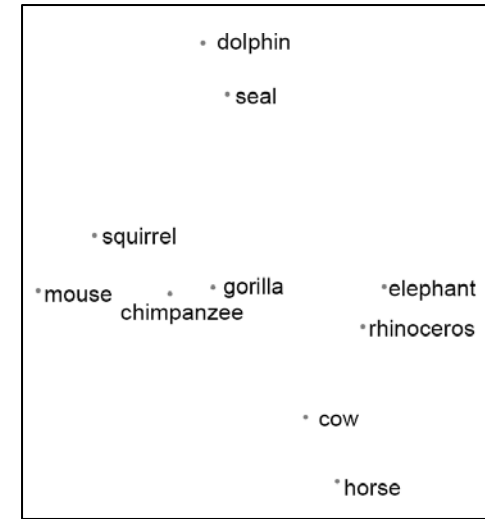 dolphin
seal
squirrel
mouse
gorilla
elephant
chimpanzee
rhinoceros
cow
horse